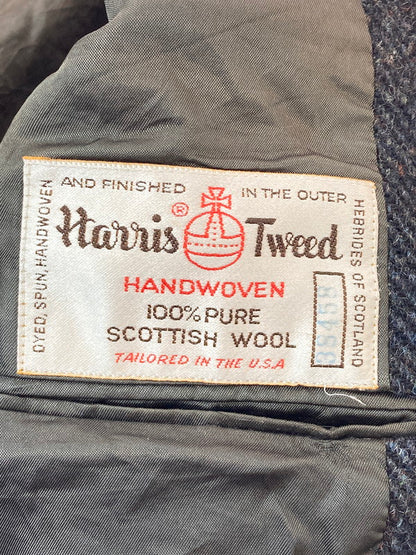 DYED, SPUN, HANDWOVEN
AND FINISHED
IN THE OUTER
HEBRIDES OF SCOTLAND
Harris ® Tweed
HANDWOVEN
100% PURE
SCOTTISH WOOL
TAILORED IN THE U.S.A